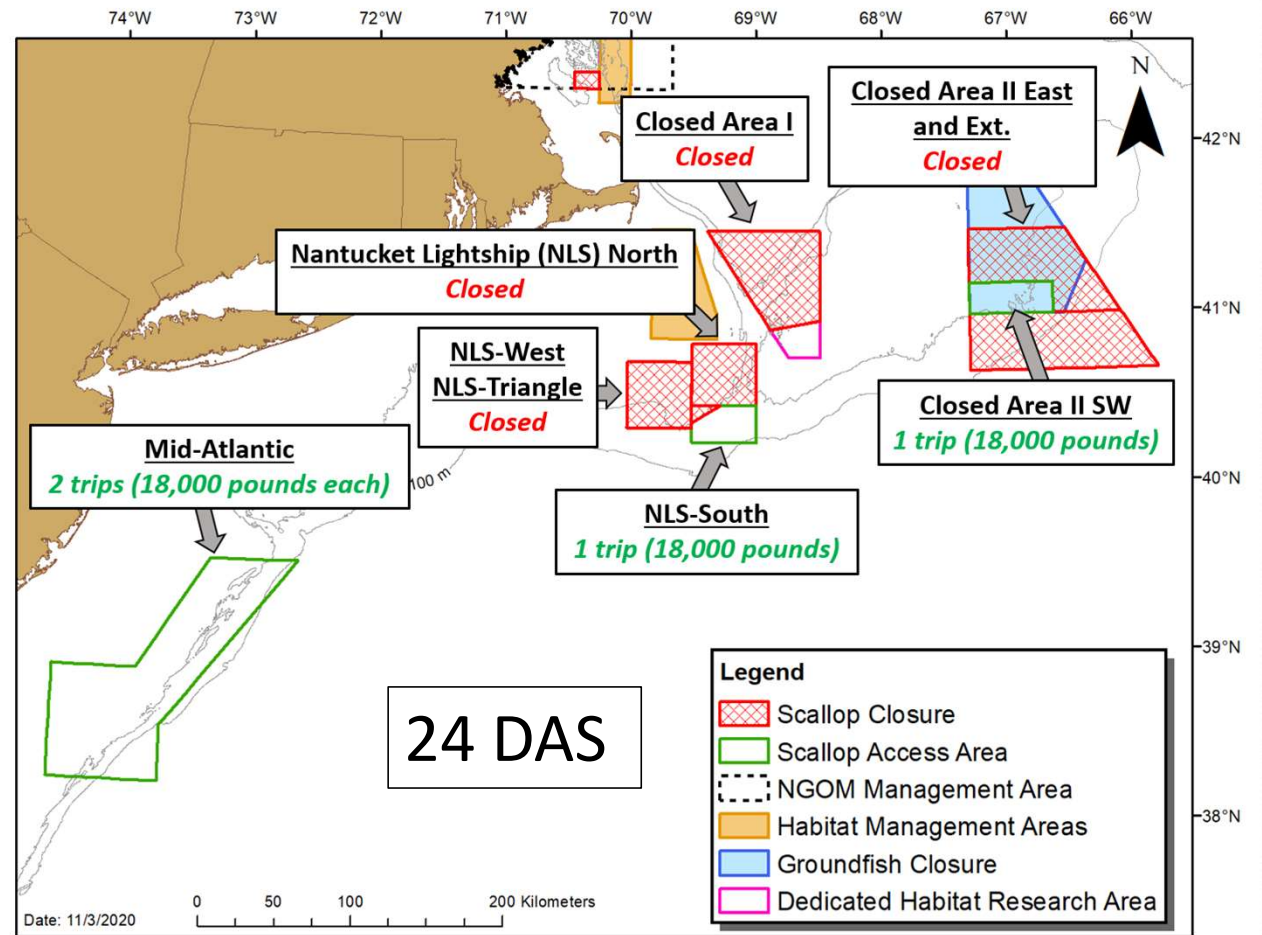 74°W 73°W 72°W 71°W 70°W 69°W 68°W 67°W 66°W
N
Closed Area II East
and Ext.
Closed
Closed Area I
Closed
42°N
Nantucket Lightship (NLS) North
Closed
41°N
NLS-West
NLS-Triangle
Closed
Closed Area II SW
1 trip (18,000 pounds)
Mid-Atlantic
2 trips (18,000 pounds each)
100 m
40°N
NLS-South
1 trip (18,000 pounds)
39°N
24 DAS
Legend
Scallop Closure
Scallop Access Area
NGOM Management Area
Habitat Management Areas
Groundfish Closure
Dedicated Habitat Research Area
38°N
0 50 100 200 Kilometers
Date: 11/3/2020